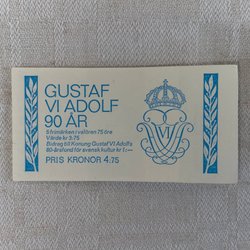 GUSTAF
VI ADOLF
90 ÅR
5 frimärken i valören 75 öre
Värde kr 3:75
Bidrag till Konung Gustaf VI Adolfs
80-årsfond för svensk kultur kr 1:—
PRIS KRONOR 4:75